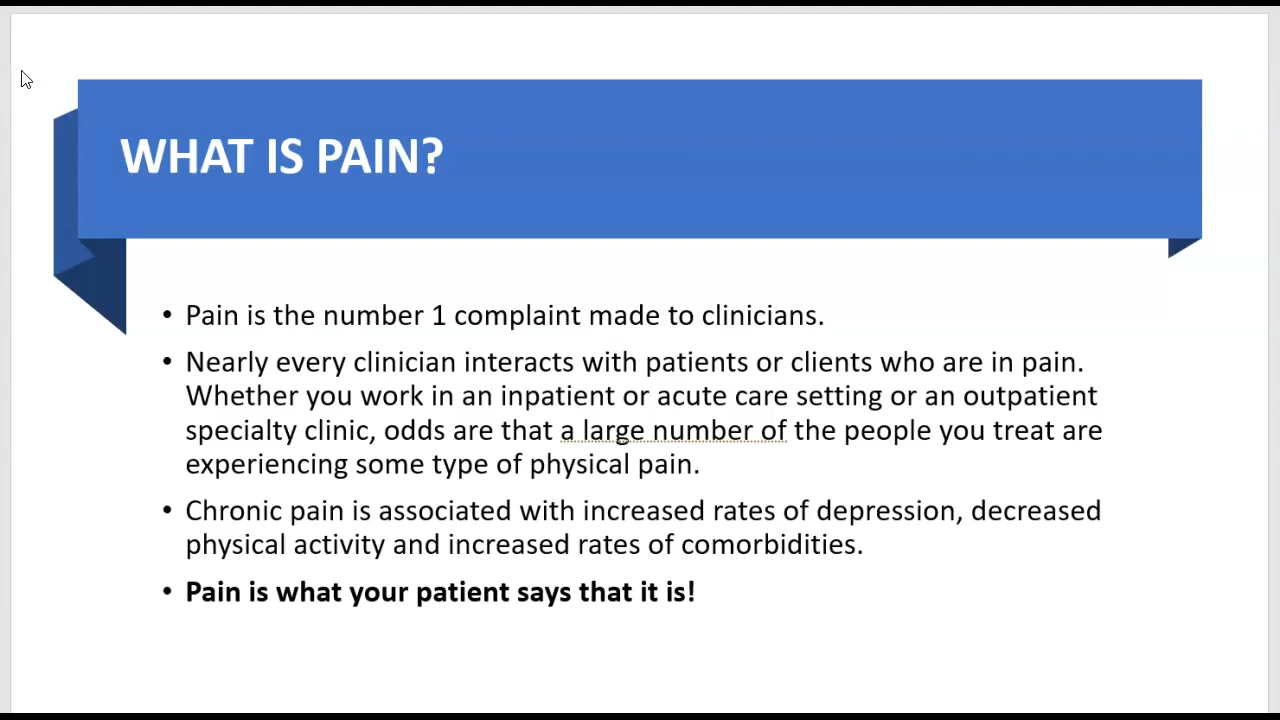 WHAT IS PAIN?
• Pain is the number 1 complaint made to clinicians.
• Nearly every clinician interacts with patients or clients who are in pain.
Whether you work in an inpatient or acute care setting or an outpatient
specialty clinic, odds are that a large number of the people you treat are
experiencing some type of physical pain.
• Chronic pain is associated with increased rates of depression, decreased
physical activity and increased rates of comorbidities.
• Pain is what your patient says that it is!